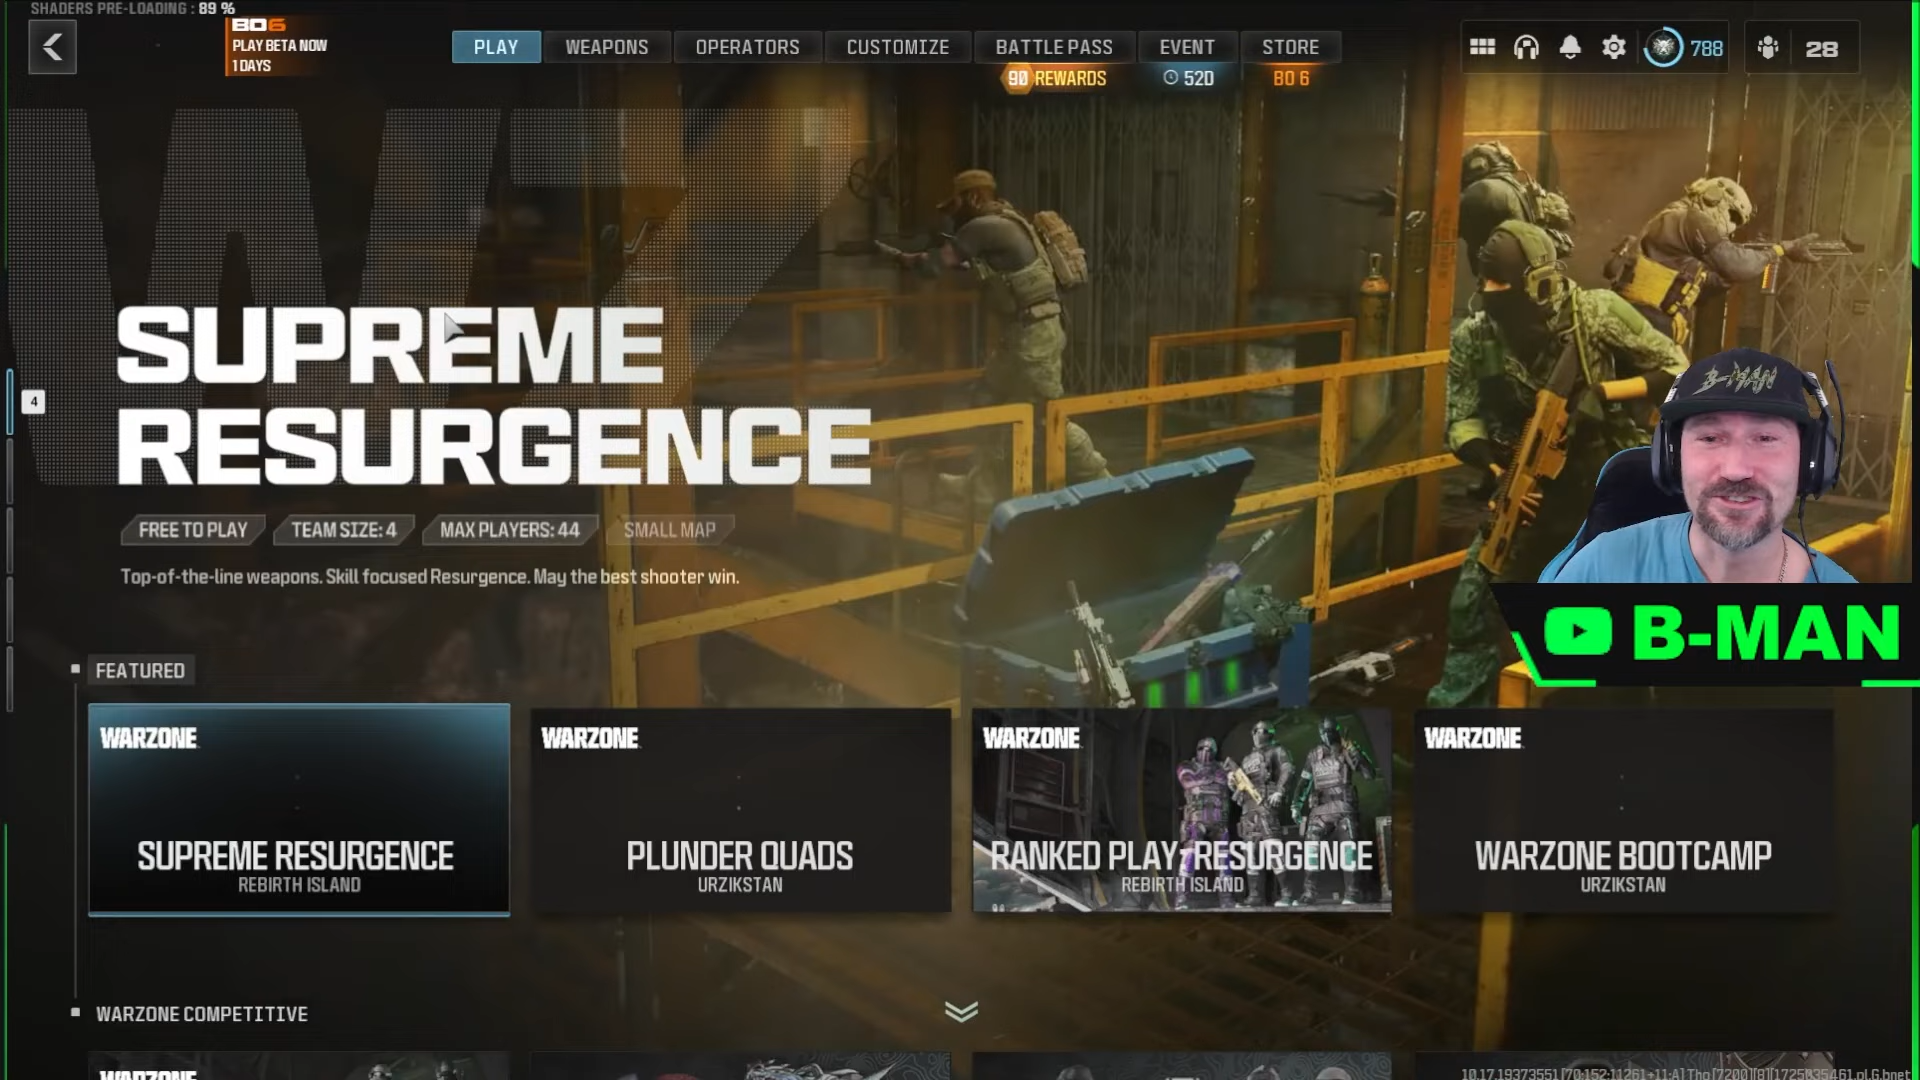 SHADERS PRE-LOADING : 89 %
BO6
PLAY BETA NOW
1 DAYS
PLAY
WEAPONS
OPERATORS
CUSTOMIZE
BATTLE PASS
EVENT
STORE
90 REWARDS
52D
BO 6
788
28
WZ
SUPREME
RESURGENCE
4
FREE TO PLAY
TEAM SIZE: 4
MAX PLAYERS: 44
SMALL MAP
Top-of-the-line weapons. Skill focused Resurgence. May the best shooter win.
B-MAN
B-MAN
FEATURED
WARZONE
SUPREME RESURGENCE
REBIRTH ISLAND
WARZONE
PLUNDER QUADS
URZIKSTAN
WARZONE
RANKED PLAY: RESURGENCE
REBIRTH ISLAND
WARZONE
WARZONE BOOTCAMP
URZIKSTAN
WARZONE COMPETITIVE
WARZONE